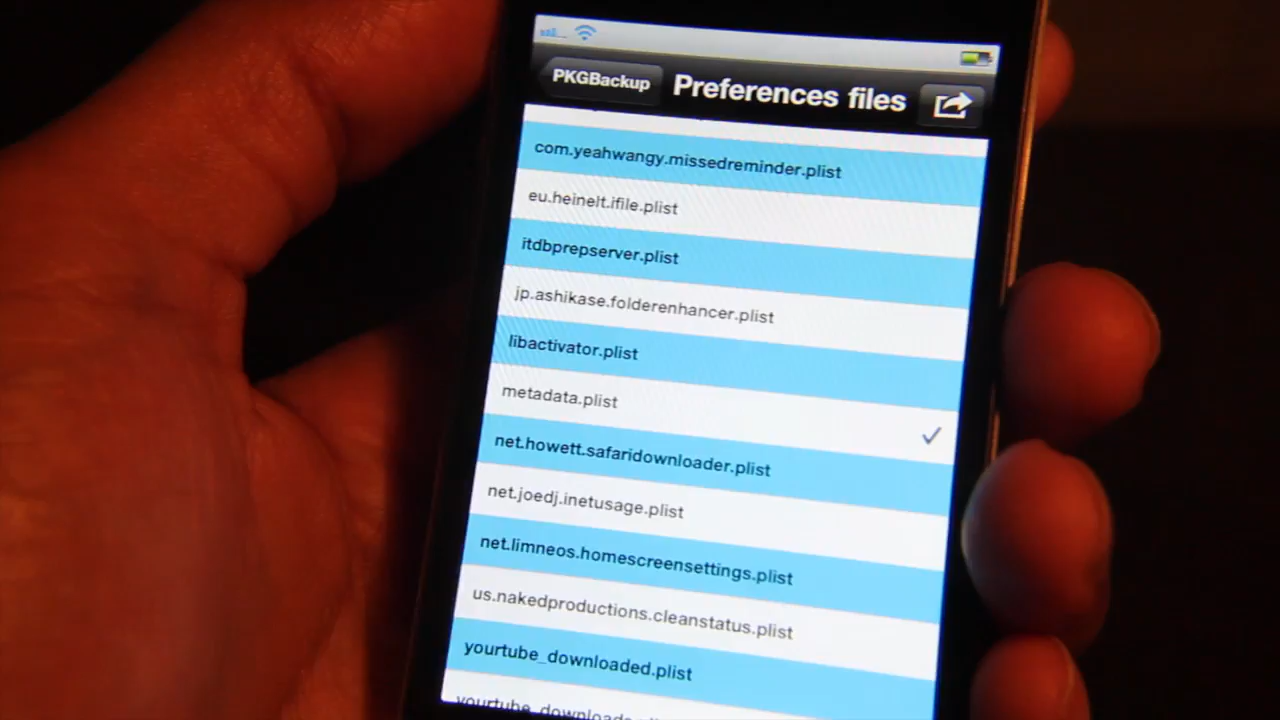 PKGBackup
Preferences files
com.yeahwangy.missedreminder.plist
eu.heinelt.ifile.plist
itdbprepserver.plist
jp.ashikase.folderenhancer.plist
libactivator.plist
metadata.plist
net.howett.safaridownloader.plist
net.joedj.inetusage.plist
net.limneos.homescreensettings.plist
us.nakedproductions.cleanstatus.plist
yourtube_downloaded.plist